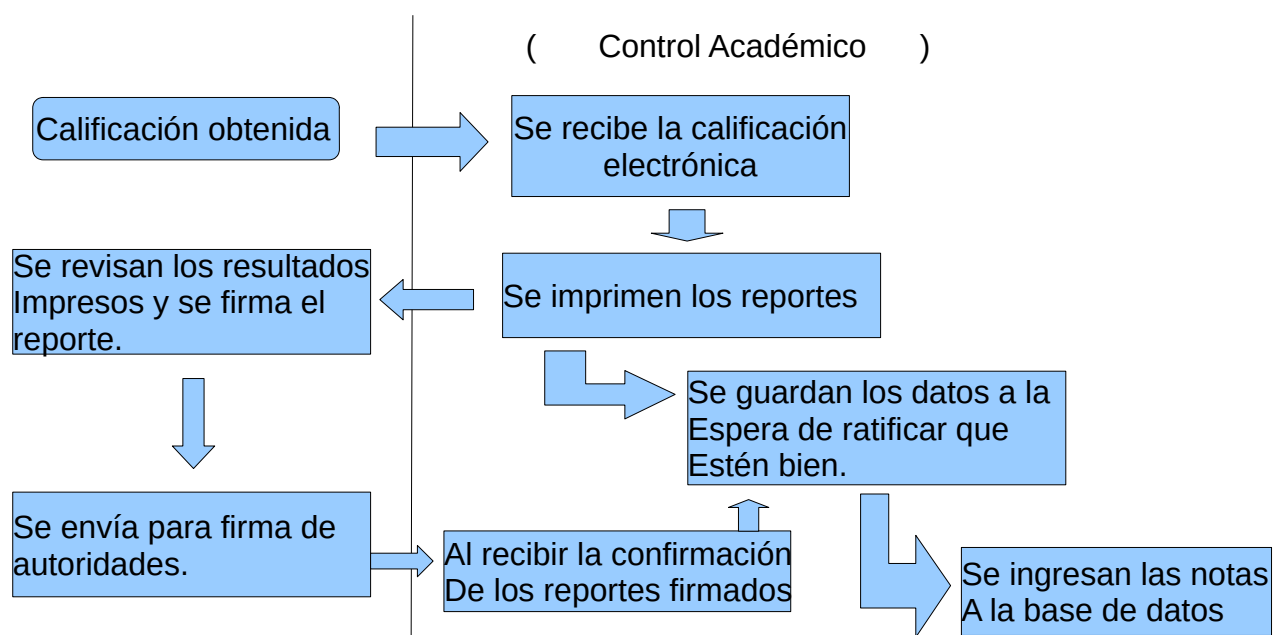 ( Control Académico )
Calificación obtenida
Se recibe la calificación
electrónica
Se imprimen los reportes
Se revisan los resultados
Impresos y se firma el
reporte.
Se guardan los datos a la
Espera de ratificar que
Estén bien.
Se envía para firma de
autoridades.
Al recibir la confirmación
De los reportes firmados
Se ingresan las notas
A la base de datos